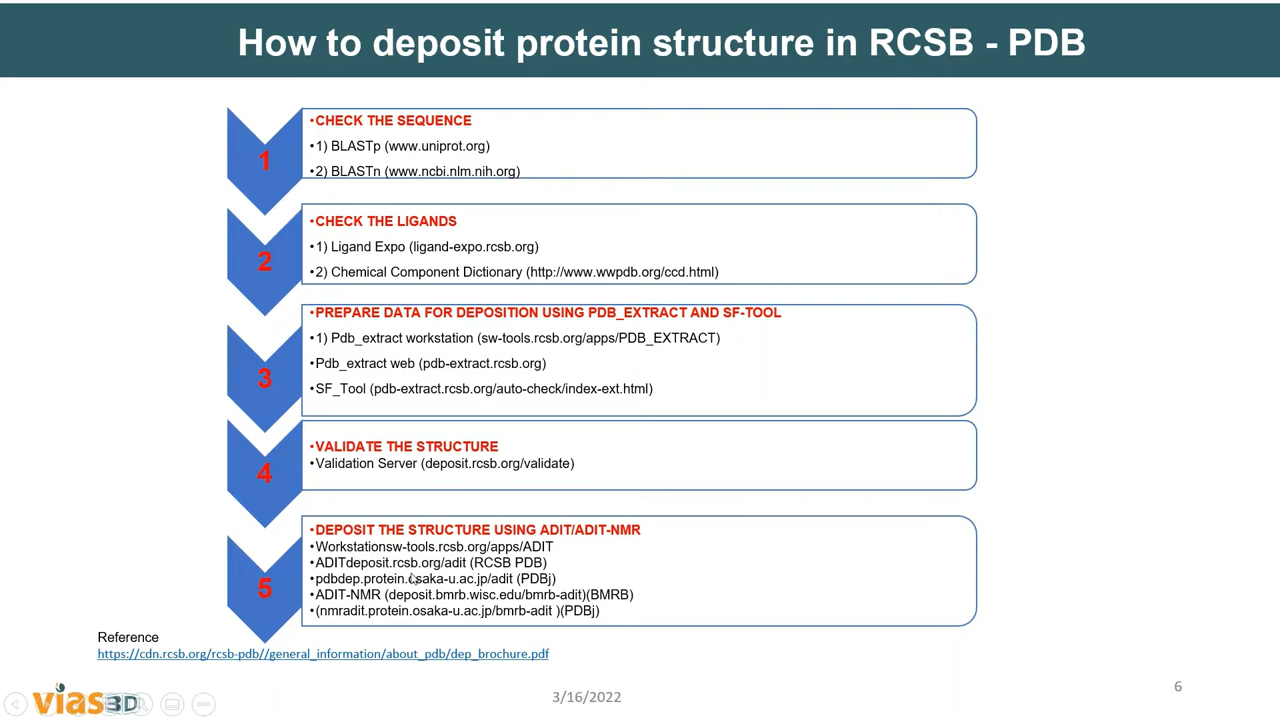 How to deposit protein structure in RCSB - PDB
1
•CHECK THE SEQUENCE
•1) BLASTp (www.uniprot.org)
•2) BLASTn (www.ncbi.nlm.nih.org)
2
•CHECK THE LIGANDS
•1) Ligand Expo (ligand-expo.rcsb.org)
•2) Chemical Component Dictionary (http://www.wwpdb.org/ccd.html)
3
•PREPARE DATA FOR DEPOSITION USING PDB_EXTRACT AND SF-TOOL
•1) Pdb_extract workstation (sw-tools.rcsb.org/apps/PDB_EXTRACT)
•Pdb_extract web (pdb-extract.rcsb.org)
•SF_Tool (pdb-extract.rcsb.org/auto-check/index-ext.html)
4
•VALIDATE THE STRUCTURE
•Validation Server (deposit.rcsb.org/validate)
5
•DEPOSIT THE STRUCTURE USING ADIT/ADIT-NMR
•Workstationsw-tools.rcsb.org/apps/ADIT
•ADITdeposit.rcsb.org/adit (RCSB PDB)
•pdbdep.protein.osaka-u.ac.jp/adit (PDBj)
•ADIT-NMR (deposit.bmrb.wisc.edu/bmrb-adit)(BMRB)
•(nmradit.protein.osaka-u.ac.jp/bmrb-adit )(PDBj)
Reference
https://cdn.rcsb.org/rcsb-pdb//general_information/about_pdb/dep_brochure.pdf
vias3D
3/16/2022
6